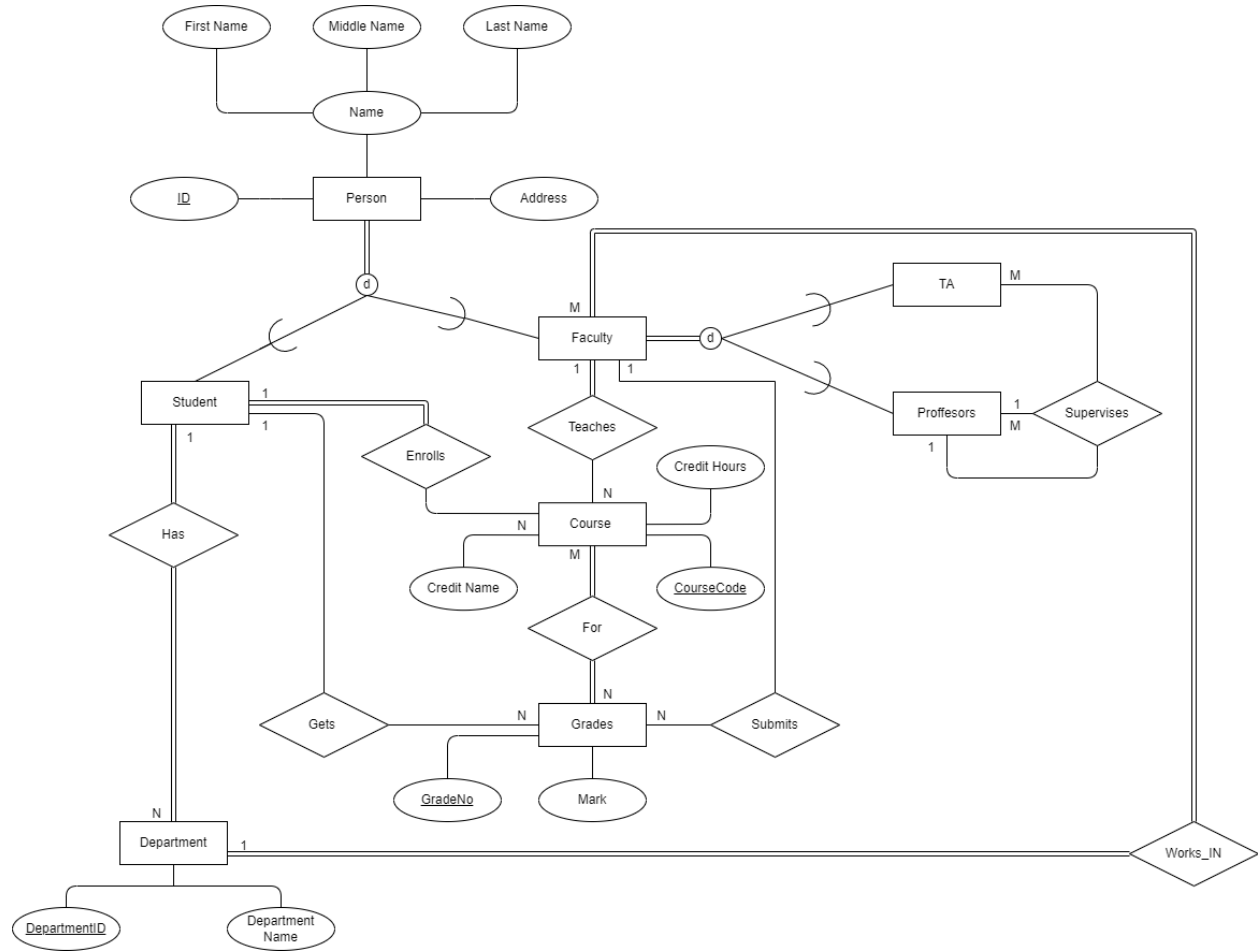 First Name
Middle Name
Last Name
Name
ID
Person
Address
d
M
TA
M
Faculty
d
1
1
Student
1
1
1
Proffesors
1
M
1
Supervises
Teaches
Enrolls
Credit Hours
N
Has
N
Course
M
Credit Name
CourseCode
For
N
Gets
N
Grades
N
Submits
GradeNo
Mark
N
Department
1
Works_IN
DepartmentID
Department
Name